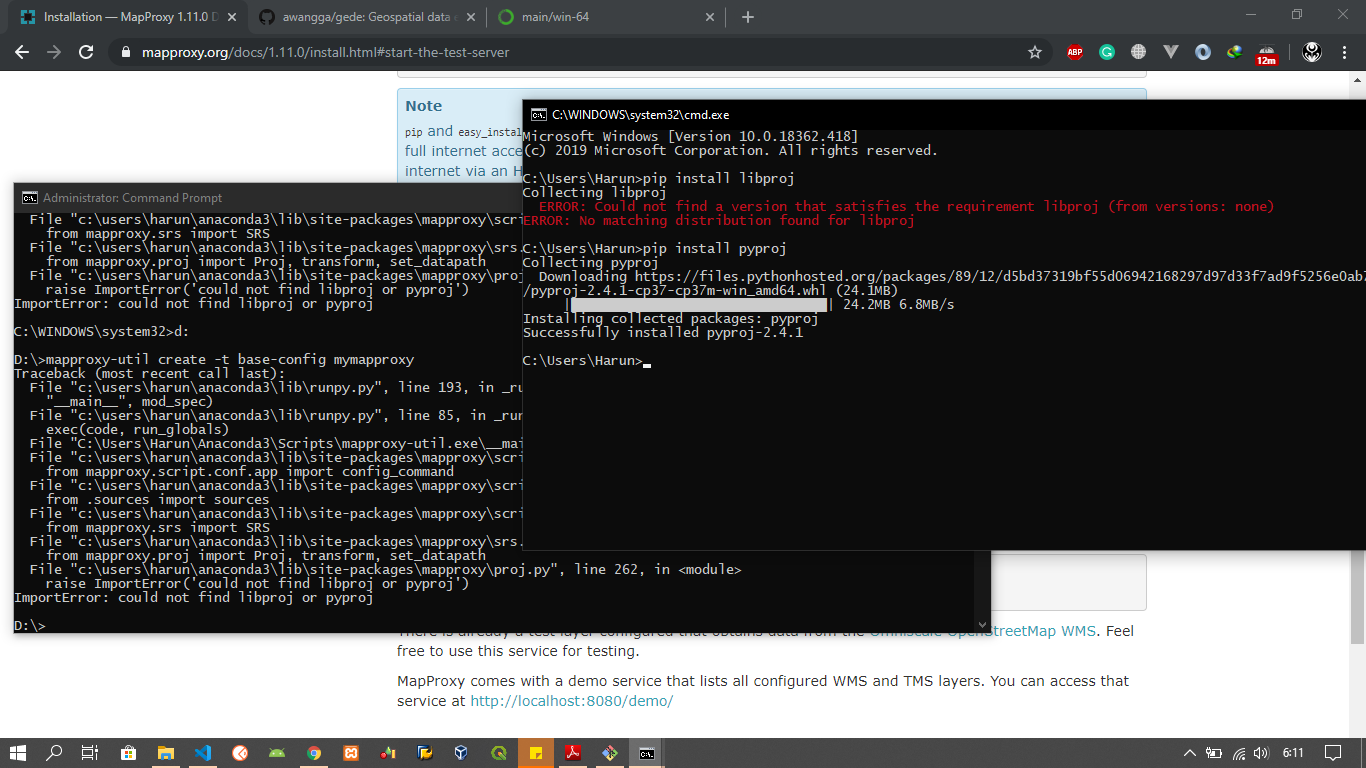 Installation — MapProxy 1.11.0 D
awangga/gede: Geospatial data e
main/win-64
mapproxy.org/docs/1.11.0/install.html#start-the-test-server
ABP
12m
Note
pip and easy_instal
full internet acce
internet via an H
Administrator: Command Prompt
File "c:\users\harun\anaconda3\lib\site-packages\mapproxy\scri
from mapproxy.srs import SRS
File "c:\users\harun\anaconda3\lib\site-packages\mapproxy\srs.
from mapproxy.proj import Proj, transform, set_datapath
File "c:\users\harun\anaconda3\lib\site-packages\mapproxy\proj
raise ImportError('could not find libproj or pyproj')
ImportError: could not find libproj or pyproj
C:\WINDOWS\system32>d:
D:\>mapproxy-util create -t base-config mymapproxy
Traceback (most recent call last):
File "c:\users\harun\anaconda3\lib\runpy.py", line 193, in _ru
"__main__", mod_spec)
File "c:\users\harun\anaconda3\lib\runpy.py", line 85, in _run
exec(code, run_globals)
File "C:\Users\Harun\Anaconda3\Scripts\mapproxy-util.exe\__mai
File "c:\users\harun\anaconda3\lib\site-packages\mapproxy\scri
from mapproxy.script.conf.app import config_command
File "c:\users\harun\anaconda3\lib\site-packages\mapproxy\scri
from .sources import sources
File "c:\users\harun\anaconda3\lib\site-packages\mapproxy\scri
from mapproxy.srs import SRS
File "c:\users\harun\anaconda3\lib\site-packages\mapproxy\srs.
from mapproxy.proj import Proj, transform, set_datapath
File "c:\users\harun\anaconda3\lib\site-packages\mapproxy\proj.py", line 262, in <module>
raise ImportError('could not find libproj or pyproj')
ImportError: could not find libproj or pyproj
D:\>
C:\WINDOWS\system32\cmd.exe
Microsoft Windows [Version 10.0.18362.418]
(c) 2019 Microsoft Corporation. All rights reserved.
C:\Users\Harun>pip install libproj
Collecting libproj
ERROR: Could not find a version that satisfies the requirement libproj (from versions: none)
ERROR: No matching distribution found for libproj
C:\Users\Harun>pip install pyproj
Collecting pyproj
Downloading https://files.pythonhosted.org/packages/89/12/d5bd37319bf55d06942168297d97d33f7ad9f5256e0ab7
/pyproj-2.4.1-cp37-cp37m-win_amd64.whl (24.1MB)
| | 24.2MB 6.8MB/s
Installing collected packages: pyproj
Successfully installed pyproj-2.4.1
C:\Users\Harun>
There is already a test layer configured that obtains data from the Omniscale OpenStreetMap WMS. Feel
free to use this service for testing.
MapProxy comes with a demo service that lists all configured WMS and TMS layers. You can access that
service at http://localhost:8080/demo/
6:11